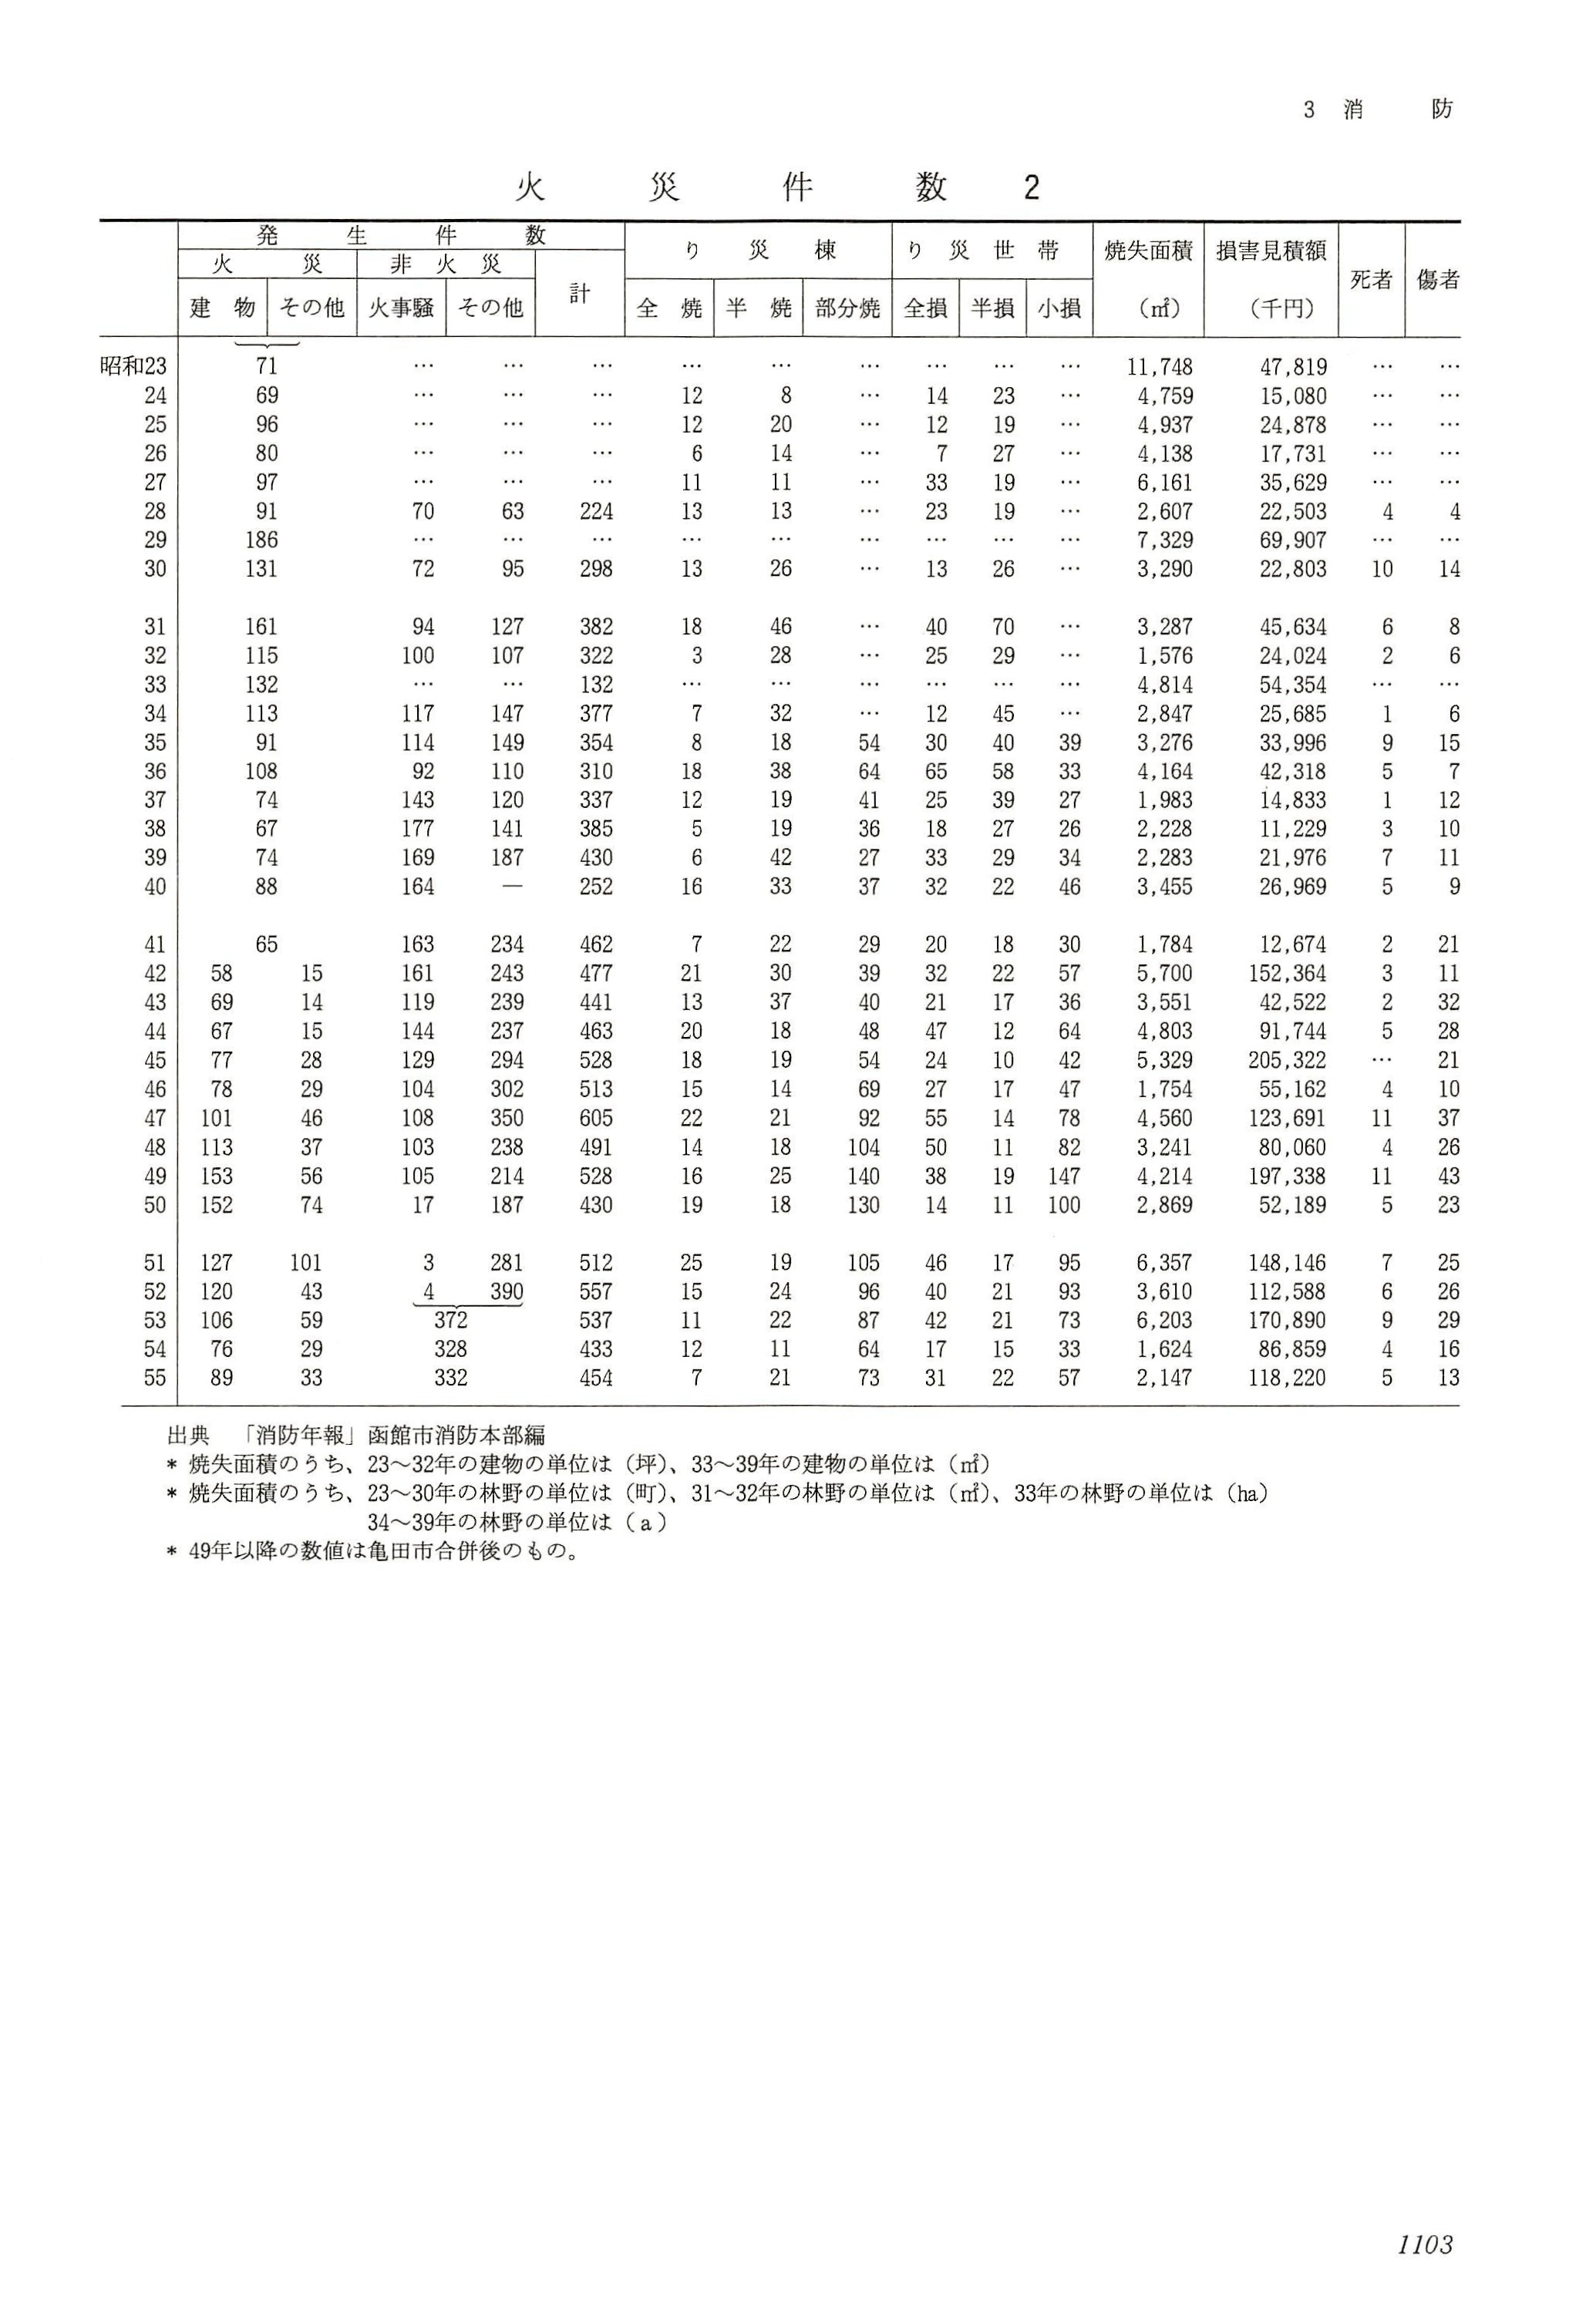 3 消 防
火 災 件 数 2
発 生 件 数 り 災 棟 り 災 世 帯 焼失面積 損害見積額 死者 傷者
火 災 非 火 災 計
建 物 その他 火事騒 その他 全 焼 半 焼 部分焼 全損 半損 小損 (㎡) (千円)
昭和23 71 … … … … … … … … … 11,748 47,819 … …
24 69 … … … 12 8 … 14 23 … 4,759 15,080 … …
25 96 … … … 12 20 … 12 19 … 4,937 24,878 … …
26 80 … … … 6 14 … 7 27 … 4,138 17,731 … …
27 97 … … … 11 11 … 33 19 … 6,161 35,629 … …
28 91 70 63 224 13 13 … 23 19 … 2,607 22,503 4 4
29 186 … … … … … … … … … 7,329 69,907 … …
30 131 72 95 298 13 26 … 13 26 … 3,290 22,803 10 14
31 161 94 127 382 18 46 … 40 70 … 3,287 45,634 6 8
32 115 100 107 322 3 28 … 25 29 … 1,576 24,024 2 6
33 132 … … 132 … … … … … … 4,814 54,354 … …
34 113 117 147 377 7 32 … 12 45 … 2,847 25,685 1 6
35 91 114 149 354 8 18 54 30 40 39 3,276 33,996 9 15
36 108 92 110 310 18 38 64 65 58 33 4,164 42,318 5 7
37 74 143 120 337 12 19 41 25 39 27 1,983 14,833 1 12
38 67 177 141 385 5 19 36 18 27 26 2,228 11,229 3 10
39 74 169 187 430 6 42 27 33 29 34 2,283 21,976 7 11
40 88 164 — 252 16 33 37 32 22 46 3,455 26,969 5 9
41 65 163 234 462 7 22 29 20 18 30 1,784 12,674 2 21
42 58 15 161 243 477 21 30 39 32 22 57 5,700 152,364 3 11
43 69 14 119 239 441 13 37 40 21 17 36 3,551 42,522 2 32
44 67 15 144 237 463 20 18 48 47 12 64 4,803 91,744 5 28
45 77 28 129 294 528 18 19 54 24 10 42 5,329 205,322 … 21
46 78 29 104 302 513 15 14 69 27 17 47 1,754 55,162 4 10
47 101 46 108 350 605 22 21 92 55 14 78 4,560 123,691 11 37
48 113 37 103 238 491 14 18 104 50 11 82 3,241 80,060 4 26
49 153 56 105 214 528 16 25 140 38 19 147 4,214 197,338 11 43
50 152 74 17 187 430 19 18 130 14 11 100 2,869 52,189 5 23
51 127 101 3 281 512 25 19 105 46 17 95 6,357 148,146 7 25
52 120 43 4 390 557 15 24 96 40 21 93 3,610 112,588 6 26
53 106 59 372 537 11 22 87 42 21 73 6,203 170,890 9 29
54 76 29 328 433 12 11 64 17 15 33 1,624 86,859 4 16
55 89 33 332 454 7 21 73 31 22 57 2,147 118,220 5 13
出典 「消防年報」函館市消防本部編
* 焼失面積のうち、23〜32年の建物の単位は(坪)、33〜39年の建物の単位は(㎡)
* 焼失面積のうち、23〜30年の林野の単位は(町)、31〜32年の林野の単位は(㎡)、33年の林野の単位は(ha)
34〜39年の林野の単位は(a)
* 49年以降の数値は亀田市合併後のもの。
1103